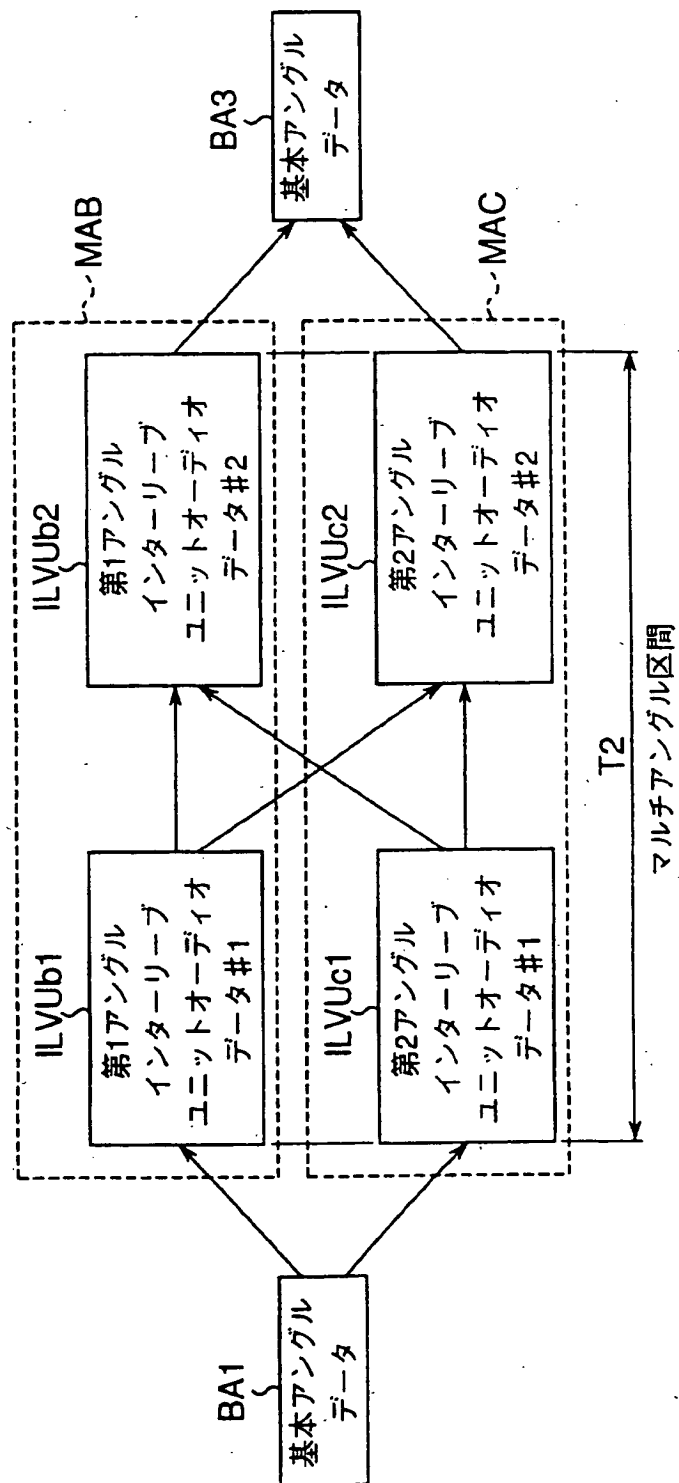 BA1
基本アングル
データ
MAB
ILVUb1
第1アングル
インターリーブ
ユニットオーディオ
データ#1
ILVUb2
第1アングル
インターリーブ
ユニットオーディオ
データ#2
BA3
基本アングル
データ
MAC
ILVUc1
第2アングル
インターリーブ
ユニットオーディオ
データ#1
ILVUc2
第2アングル
インターリーブ
ユニットオーディオ
データ#2
T2
マルチアングル区間